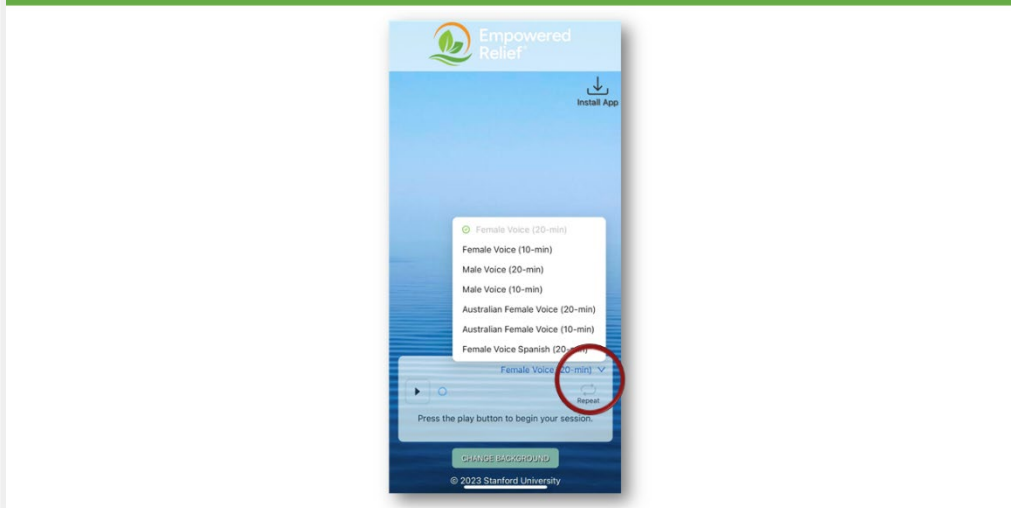 Empowered
Relief
Install App
Female Voice (20-min)
Female Voice (10-min)
Male Voice (20-min)
Male Voice (10-min)
Australian Female Voice (20-min)
Australian Female Voice (10-min)
Female Voice Spanish (20-min)
Female Voice (20-min)
Repeat
Press the play button to begin your session.
CHANGE BACKGROUND
© 2023 Stanford University